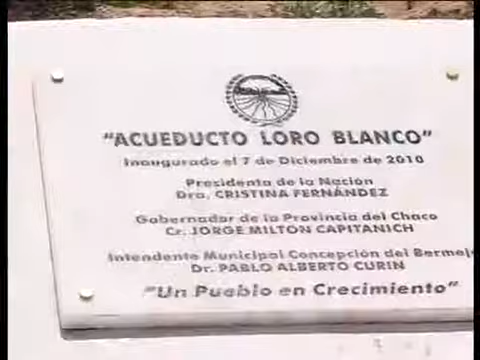 "ACUEDUCTO LORO BLANCO"
Inaugurado el 7 de Diciembre de 2010
Presidenta de la Nación
Dra. CRISTINA FERNÁNDEZ
Gobernador de la Provincia del Chaco
Cr. JORGE MILTON CAPITANICH
Intendente Municipal Concepción del Bermejo
Dr. PABLO ALBERTO CURIN
"Un Pueblo en Crecimiento"